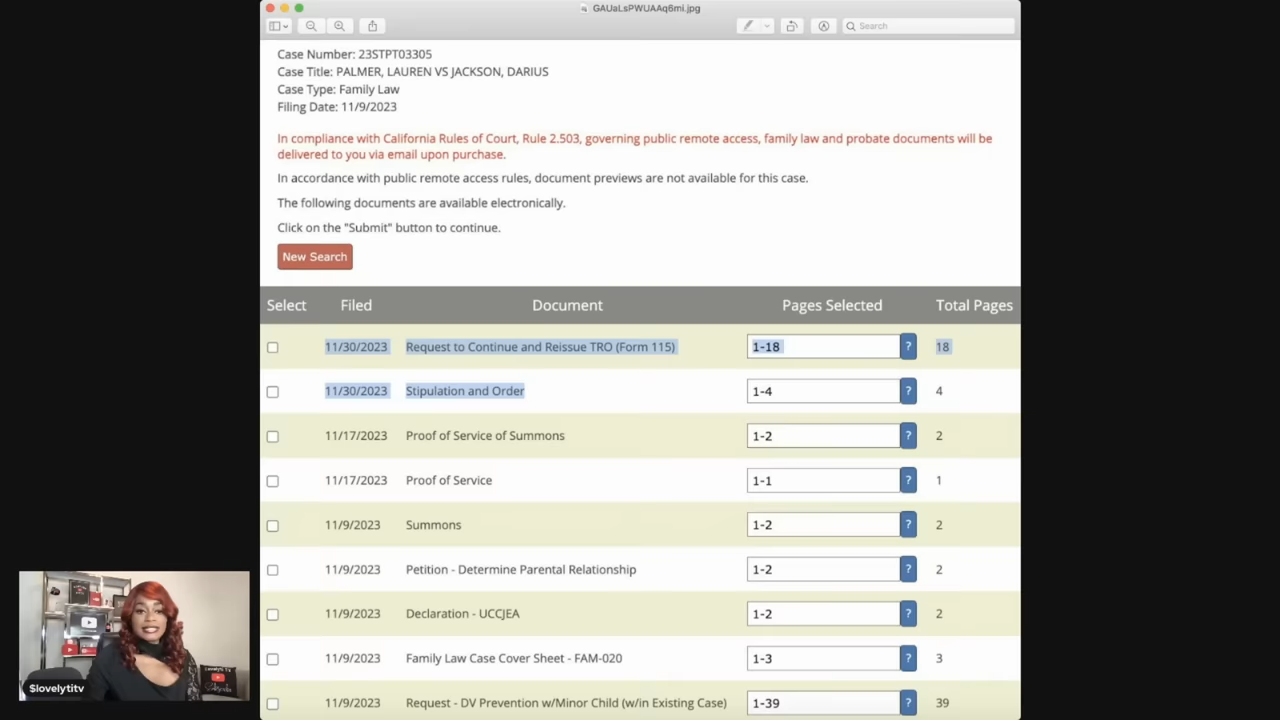 GAUaLsPWUAAq6mi.jpg
Search
Case Number: 23STPT03305
Case Title: PALMER, LAUREN VS JACKSON, DARIUS
Case Type: Family Law
Filing Date: 11/9/2023
In compliance with California Rules of Court, Rule 2.503, governing public remote access, family law and probate documents will be
delivered to you via email upon purchase.
In accordance with public remote access rules, document previews are not available for this case.
The following documents are available electronically.
Click on the "Submit" button to continue.
New Search
Select Filed Document Pages Selected Total Pages
11/30/2023 Request to Continue and Reissue TRO (Form 115) 1-18 ? 18
11/30/2023 Stipulation and Order 1-4 ? 4
11/17/2023 Proof of Service of Summons 1-2 ? 2
11/17/2023 Proof of Service 1-1 ? 1
11/9/2023 Summons 1-2 ? 2
11/9/2023 Petition - Determine Parental Relationship 1-2 ? 2
11/9/2023 Declaration - UCCJEA 1-2 ? 2
11/9/2023 Family Law Case Cover Sheet - FAM-020 1-3 ? 3
11/9/2023 Request - DV Prevention w/Minor Child (w/in Existing Case) 1-39 ? 39
$lovelytitv